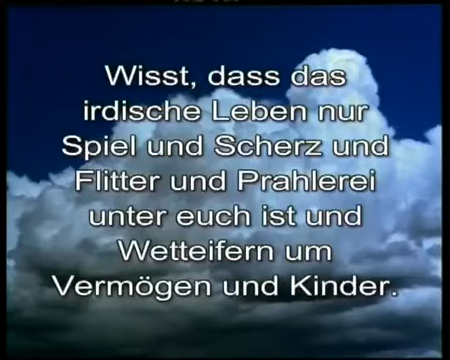 Wisst, dass das
irdische Leben nur
Spiel und Scherz und
Flitter und Prahlerei
unter euch ist und
Wetteifern um
Vermögen und Kinder.